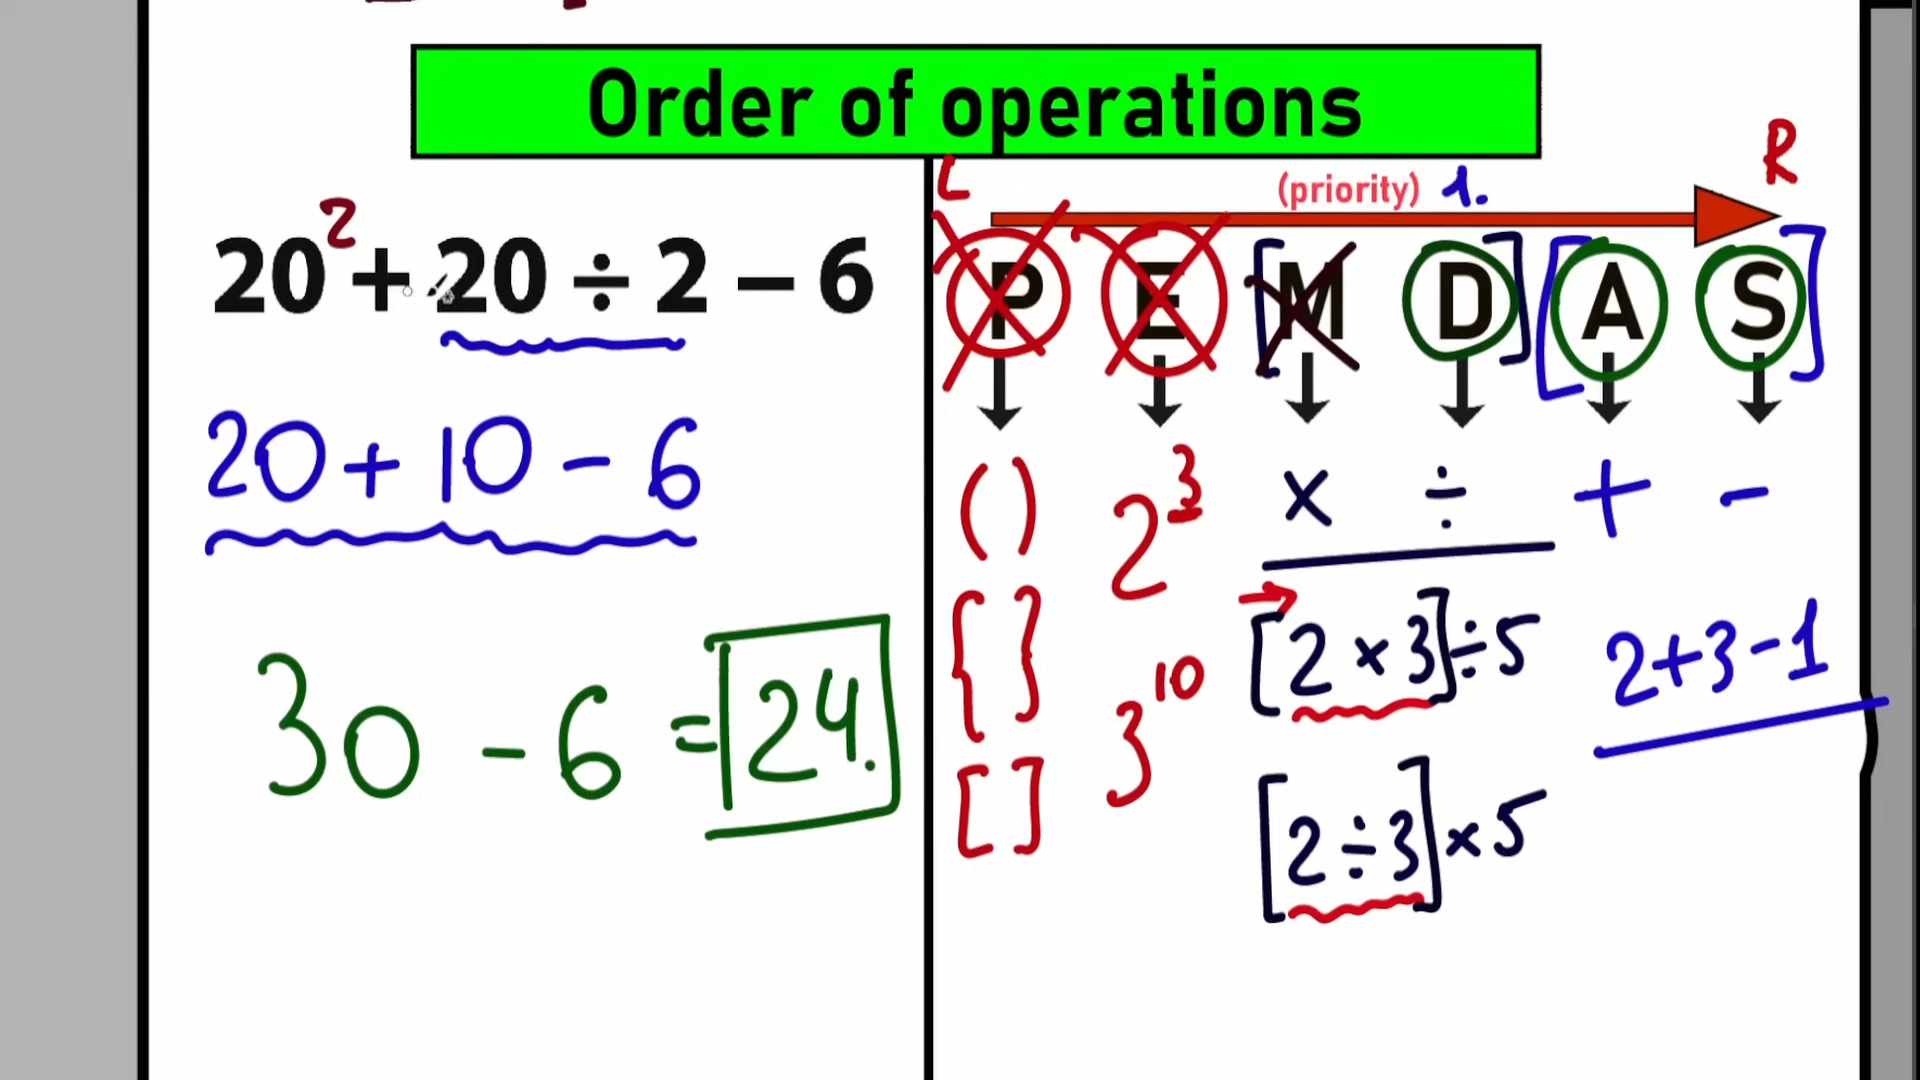 Order of operations
20² + 20 ÷ 2 – 6
20 + 10 - 6
30 - 6 = 24.
L (priority) 1. R
P E [M D] [A S]
( ) 2³ × ÷ + -
{ } [2 × 3] ÷ 5 2+3-1
3¹⁰
[ ] [2 ÷ 3] × 5